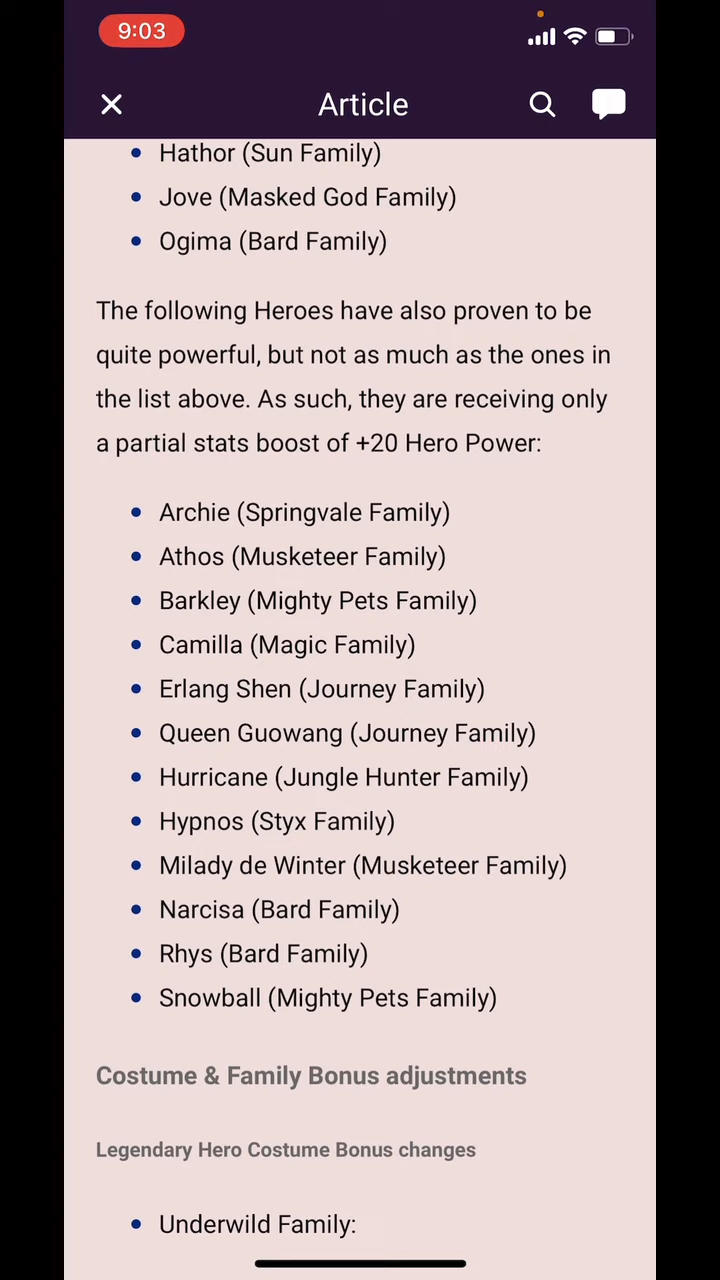 9:03
Article
Hathor (Sun Family)
Jove (Masked God Family)
Ogima (Bard Family)
The following Heroes have also proven to be
quite powerful, but not as much as the ones in
the list above. As such, they are receiving only
a partial stats boost of +20 Hero Power:
Archie (Springvale Family)
Athos (Musketeer Family)
Barkley (Mighty Pets Family)
Camilla (Magic Family)
Erlang Shen (Journey Family)
Queen Guowang (Journey Family)
Hurricane (Jungle Hunter Family)
Hypnos (Styx Family)
Milady de Winter (Musketeer Family)
Narcisa (Bard Family)
Rhys (Bard Family)
Snowball (Mighty Pets Family)
Costume & Family Bonus adjustments
Legendary Hero Costume Bonus changes
Underwild Family: